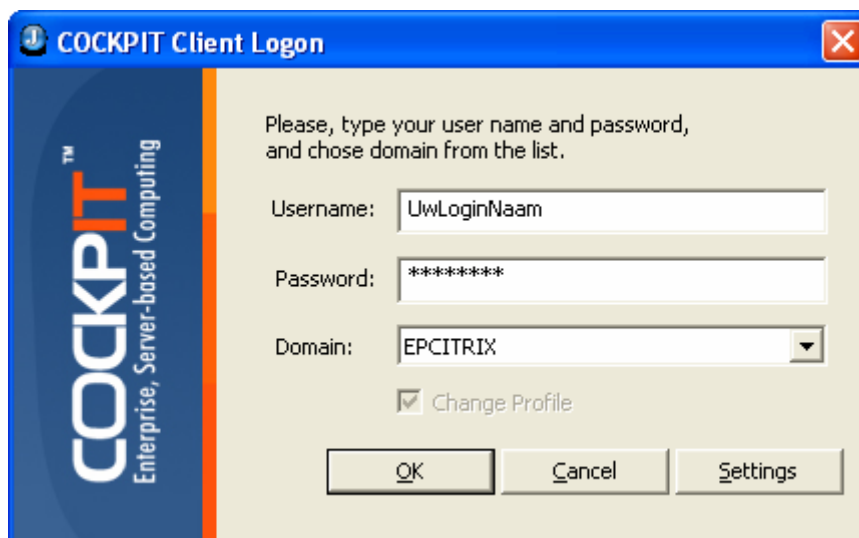 COCKPIT Client Logon
COCKPIT™
Enterprise, Server-based Computing
Please, type your user name and password,
and chose domain from the list.
Username: UwLoginNaam
Password: ********
Domain: EPCITRIX
Change Profile
OK Cancel Settings